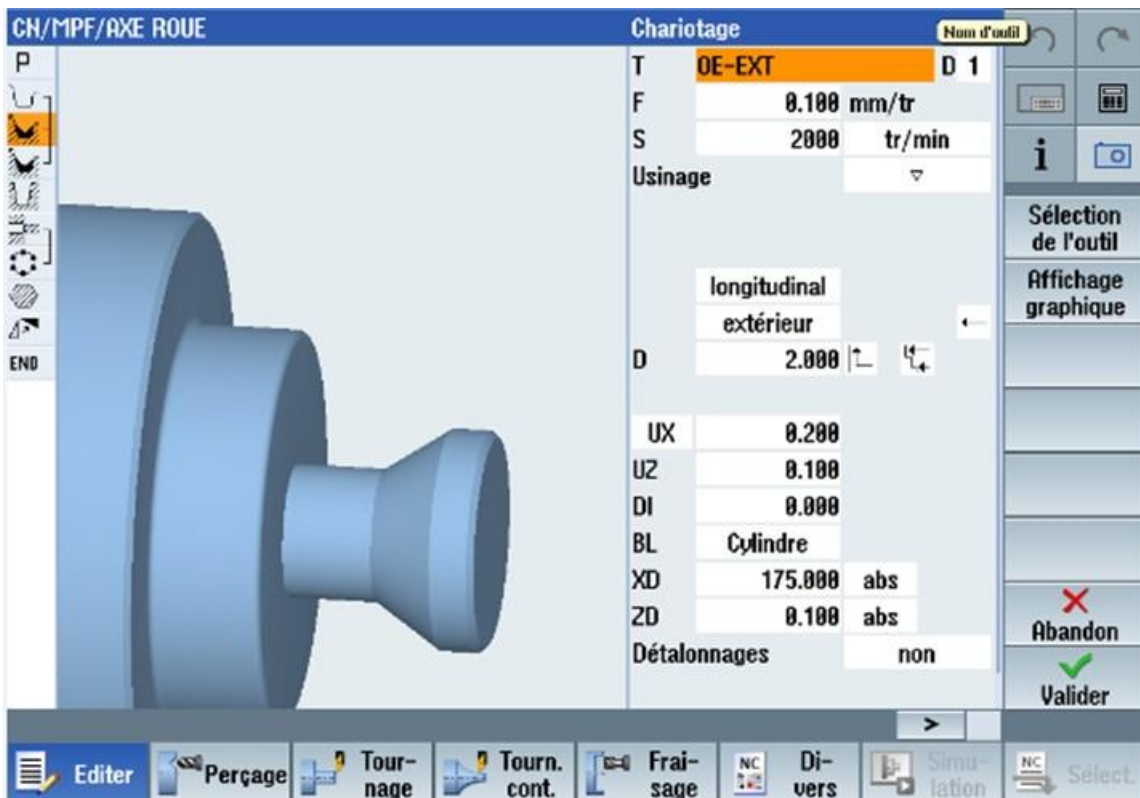 CN/MPF/AXE ROUE
Chariotage
Nom d'outil
P
END
T OE-EXT D 1
F 0.100 mm/tr
S 2000 tr/min
Usinage ▽
longitudinal
extérieur
D 2.000
UX 0.200
UZ 0.100
DI 0.000
BL Cylindre
XD 175.000 abs
ZD 0.100 abs
Détalonnages non
i
Sélection
de l'outil
Affichage
graphique
Abandon
Valider
>
Editer
Perçage
Tour-
nage
Tourn.
cont.
Frai-
sage
NC
Di-
vers
Simu-
lation
NC
Sélect.